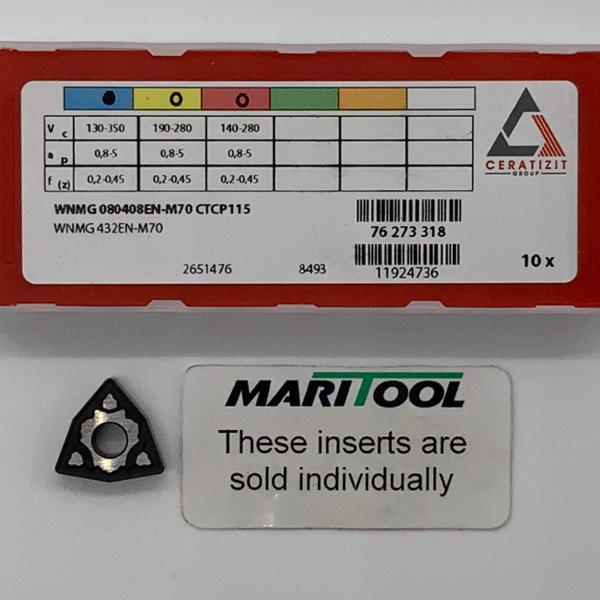 V c 130-350 190-280 140-280
a p 0,8-5 0,8-5 0,8-5
f (z) 0,2-0,45 0,2-0,45 0,2-0,45
CERATIZIT
GROUP
WNMG 080408EN-M70 CTCP115
WNMG 432EN-M70
76 273 318
2651476 8493 11924736
10 x
MARITOOL
These inserts are
sold individually